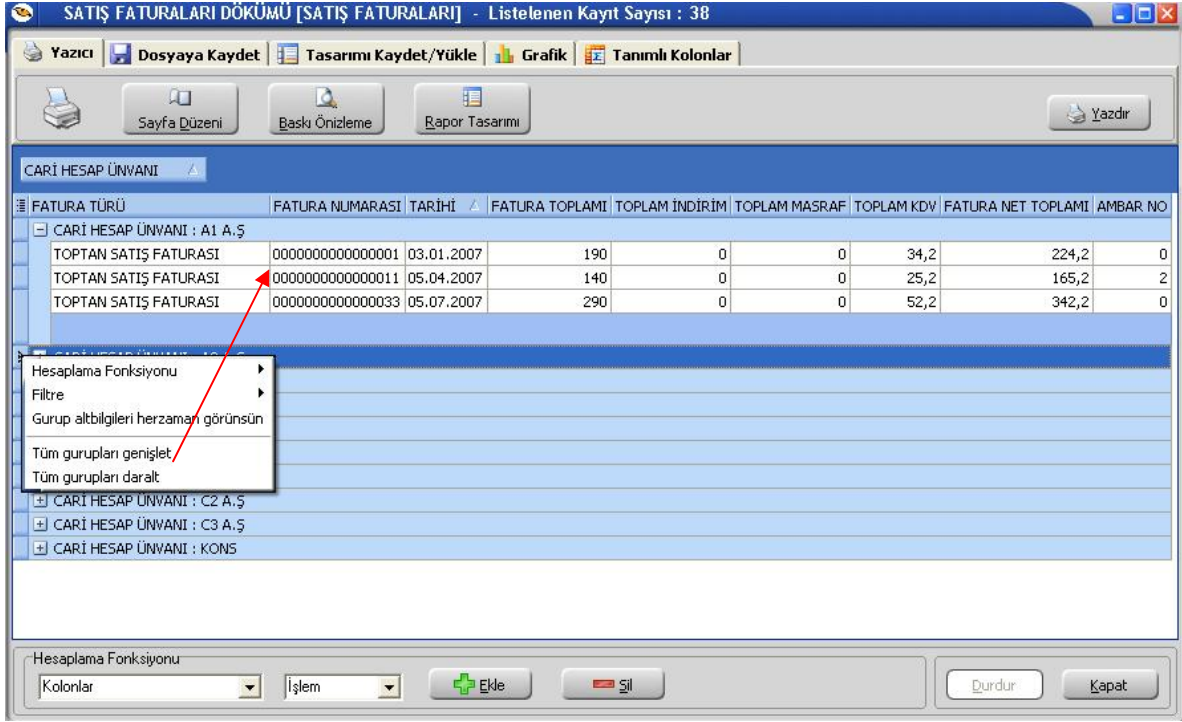 SATIŞ FATURALARI DÖKÜMÜ [SATIŞ FATURALARI] - Listelenen Kayıt Sayısı : 38
Yazıcı Dosyaya Kaydet Tasarımı Kaydet/Yükle Grafik Tanımlı Kolonlar
Sayfa Düzeni Baskı Önizleme Rapor Tasarımı Yazdır
CARİ HESAP ÜNVANI
FATURA TÜRÜ FATURA NUMARASI TARİHİ FATURA TOPLAMI TOPLAM İNDİRİM TOPLAM MASRAF TOPLAM KDV FATURA NET TOPLAMI AMBAR NO
CARİ HESAP ÜNVANI : A1 A.Ş
TOPTAN SATIŞ FATURASI 0000000000000001 03.01.2007 190 0 0 34,2 224,2 0
TOPTAN SATIŞ FATURASI 0000000000000011 05.04.2007 140 0 0 25,2 165,2 2
TOPTAN SATIŞ FATURASI 0000000000000033 05.07.2007 290 0 0 52,2 342,2 0
Hesaplama Fonksiyonu
Filtre
Gurup altbilgileri herzaman görünsün
Tüm gurupları genişlet
Tüm gurupları daralt
CARİ HESAP ÜNVANI : C2 A.Ş
CARİ HESAP ÜNVANI : C3 A.Ş
CARİ HESAP ÜNVANI : KONS
Hesaplama Fonksiyonu
Kolonlar İşlem Ekle Sil Durdur Kapat